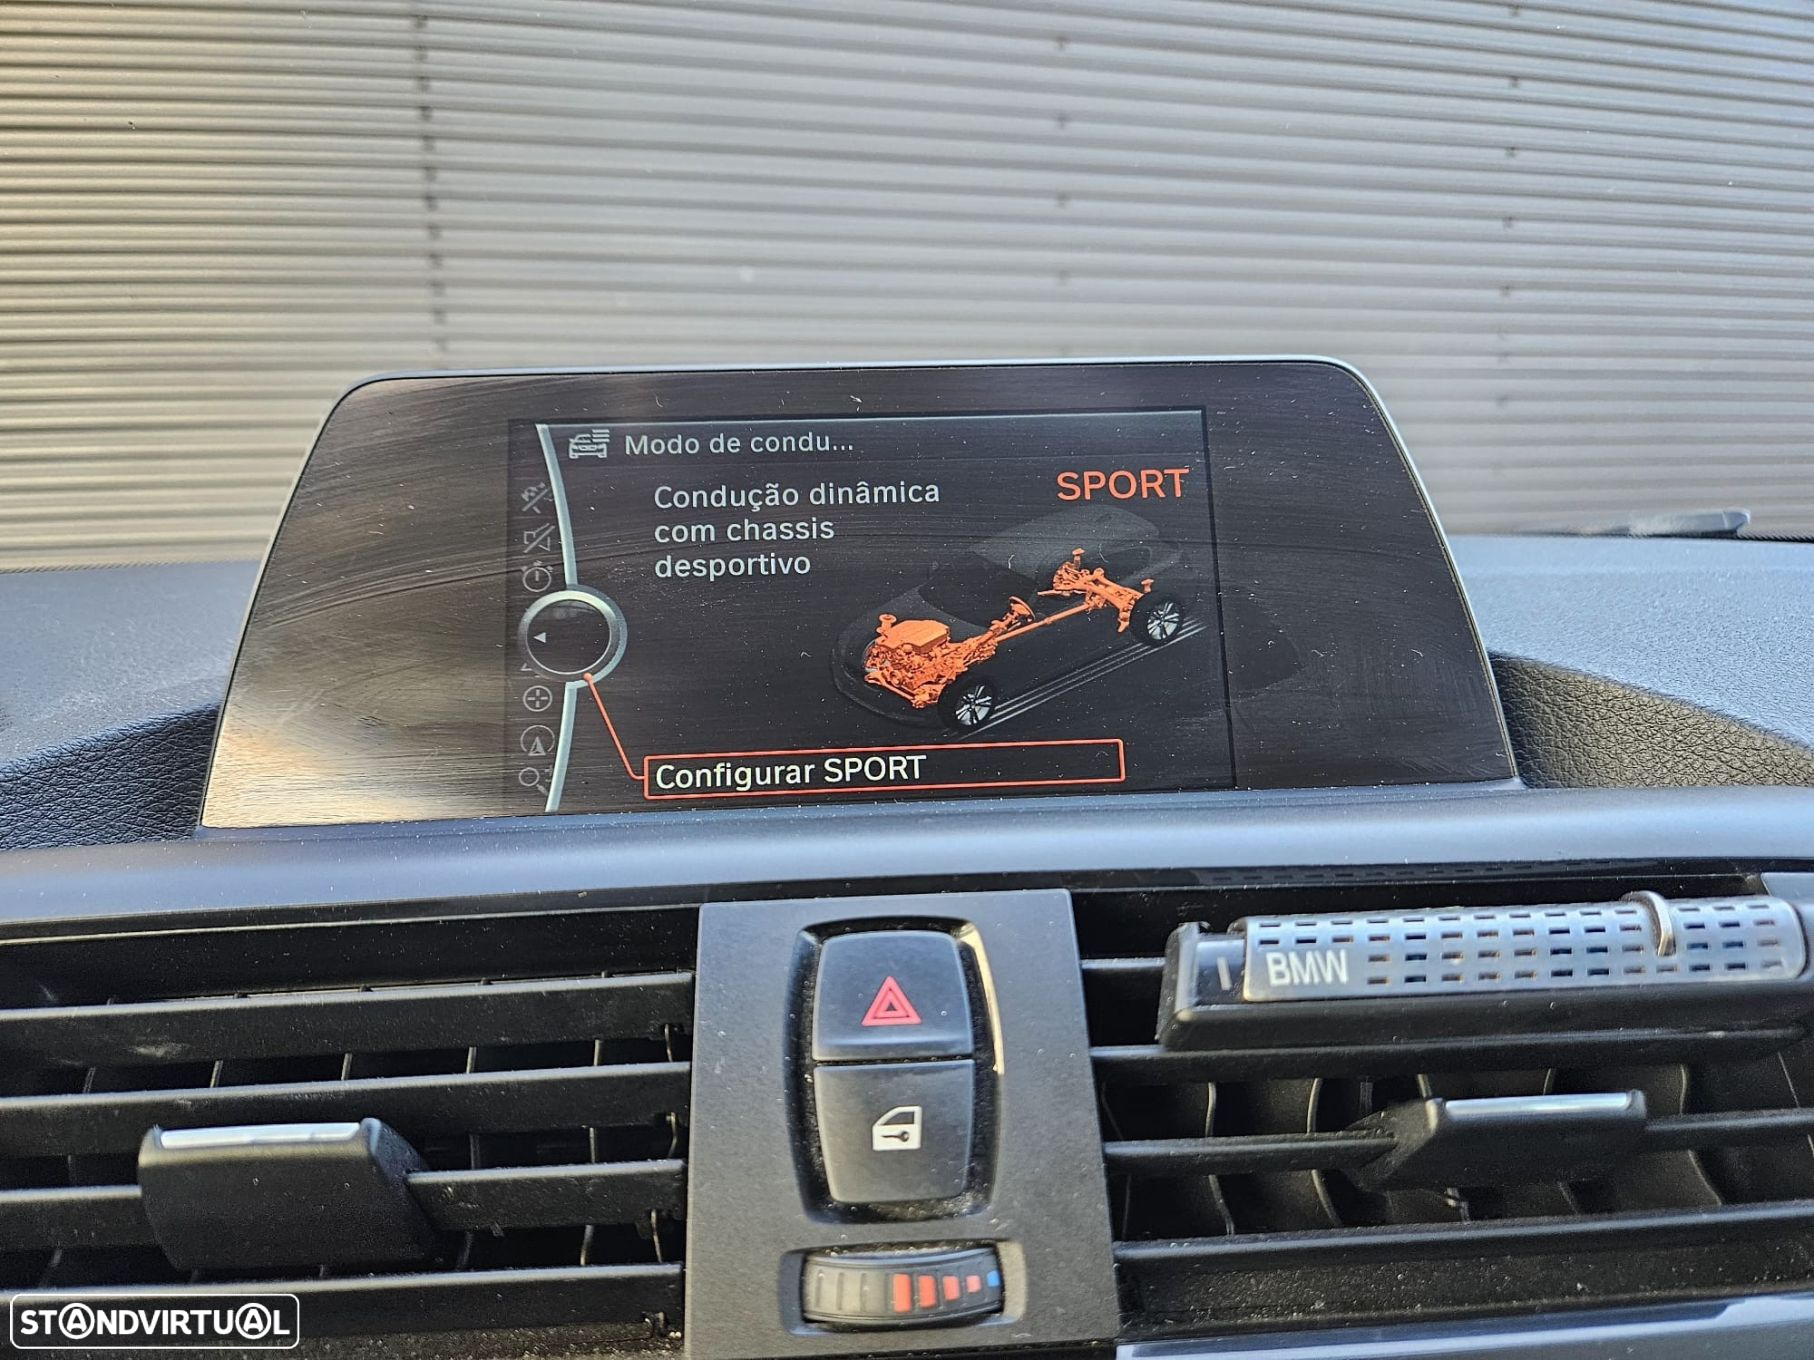 Modo de condu...
SPORT
Condução dinâmica
com chassis
desportivo
Configurar SPORT
BMW
STANDVIRTUAL